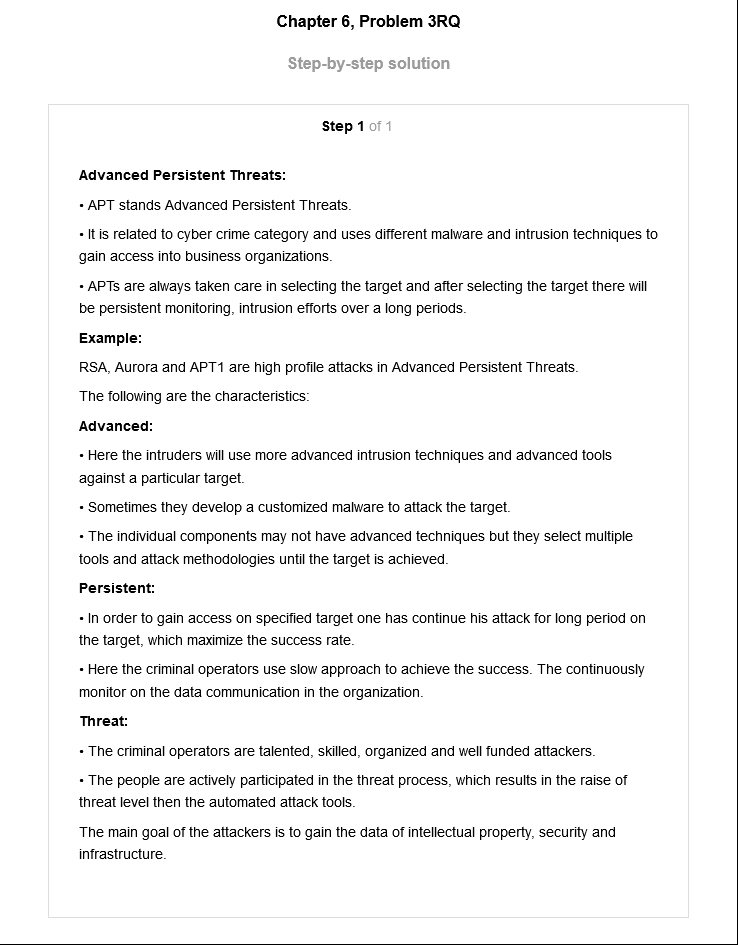 Chapter 6, Problem 3RQ
Step-by-step solution
Step 1 of 1
Advanced Persistent Threats:
• APT stands Advanced Persistent Threats.
• It is related to cyber crime category and uses different malware and intrusion techniques to
gain access into business organizations.
• APTs are always taken care in selecting the target and after selecting the target there will
be persistent monitoring, intrusion efforts over a long periods.
Example:
RSA, Aurora and APT1 are high profile attacks in Advanced Persistent Threats.
The following are the characteristics:
Advanced:
• Here the intruders will use more advanced intrusion techniques and advanced tools
against a particular target.
• Sometimes they develop a customized malware to attack the target.
• The individual components may not have advanced techniques but they select multiple
tools and attack methodologies until the target is achieved.
Persistent:
• In order to gain access on specified target one has continue his attack for long period on
the target, which maximize the success rate.
• Here the criminal operators use slow approach to achieve the success. The continuously
monitor on the data communication in the organization.
Threat:
• The criminal operators are talented, skilled, organized and well funded attackers.
• The people are actively participated in the threat process, which results in the raise of
threat level then the automated attack tools.
The main goal of the attackers is to gain the data of intellectual property, security and
infrastructure.